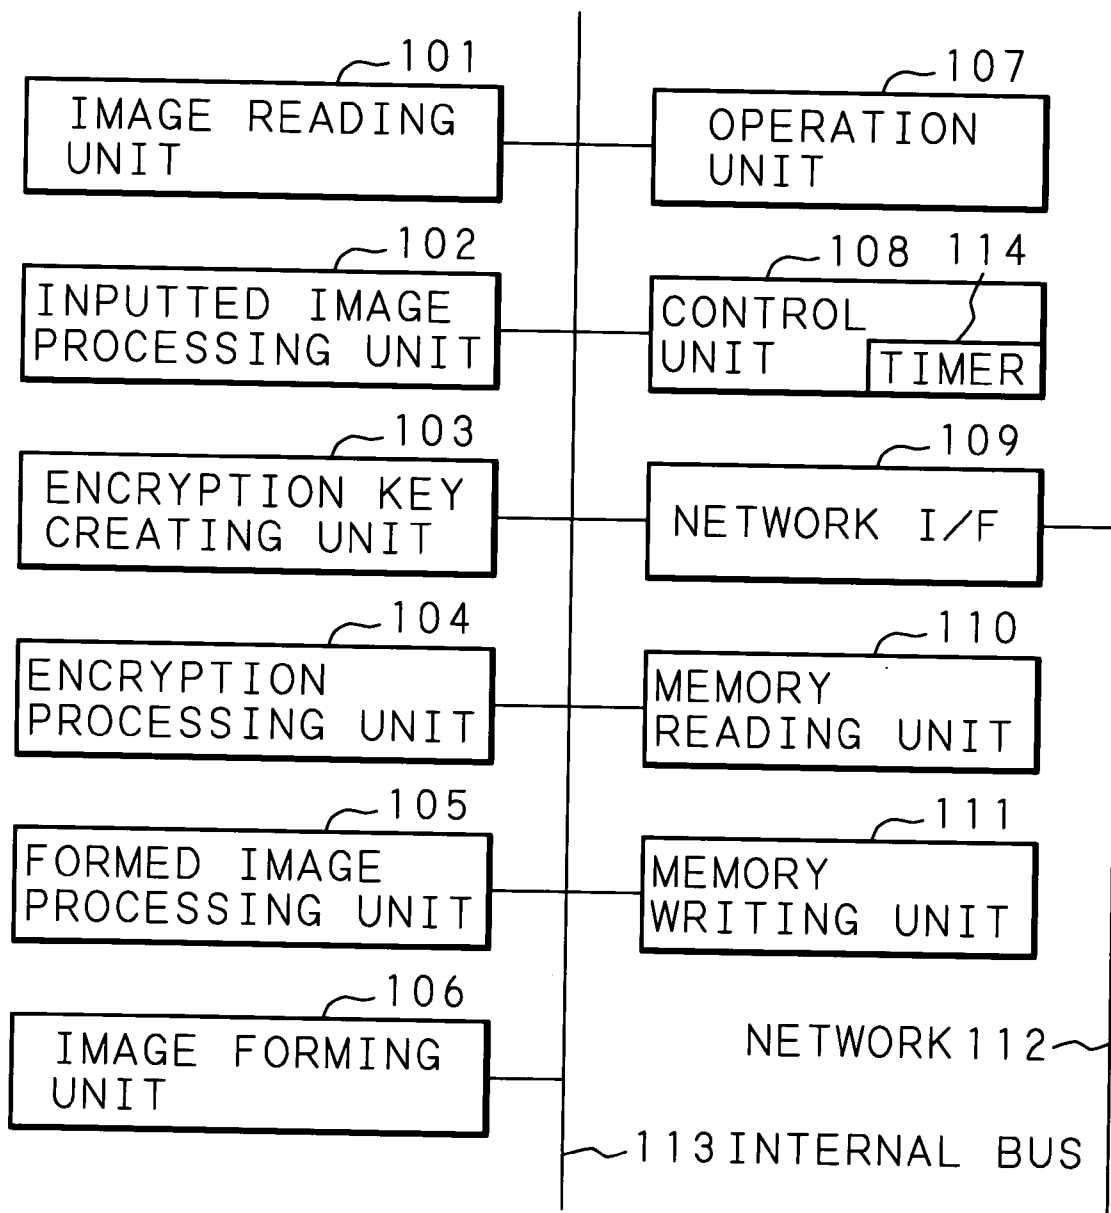 101
IMAGE READING
UNIT
102
INPUTTED IMAGE
PROCESSING UNIT
103
ENCRYPTION KEY
CREATING UNIT
104
ENCRYPTION
PROCESSING UNIT
105
FORMED IMAGE
PROCESSING UNIT
106
IMAGE FORMING
UNIT
107
OPERATION
UNIT
108
114
CONTROL
UNIT
TIMER
109
NETWORK I/F
110
MEMORY
READING UNIT
111
MEMORY
WRITING UNIT
NETWORK 112
113 INTERNAL BUS